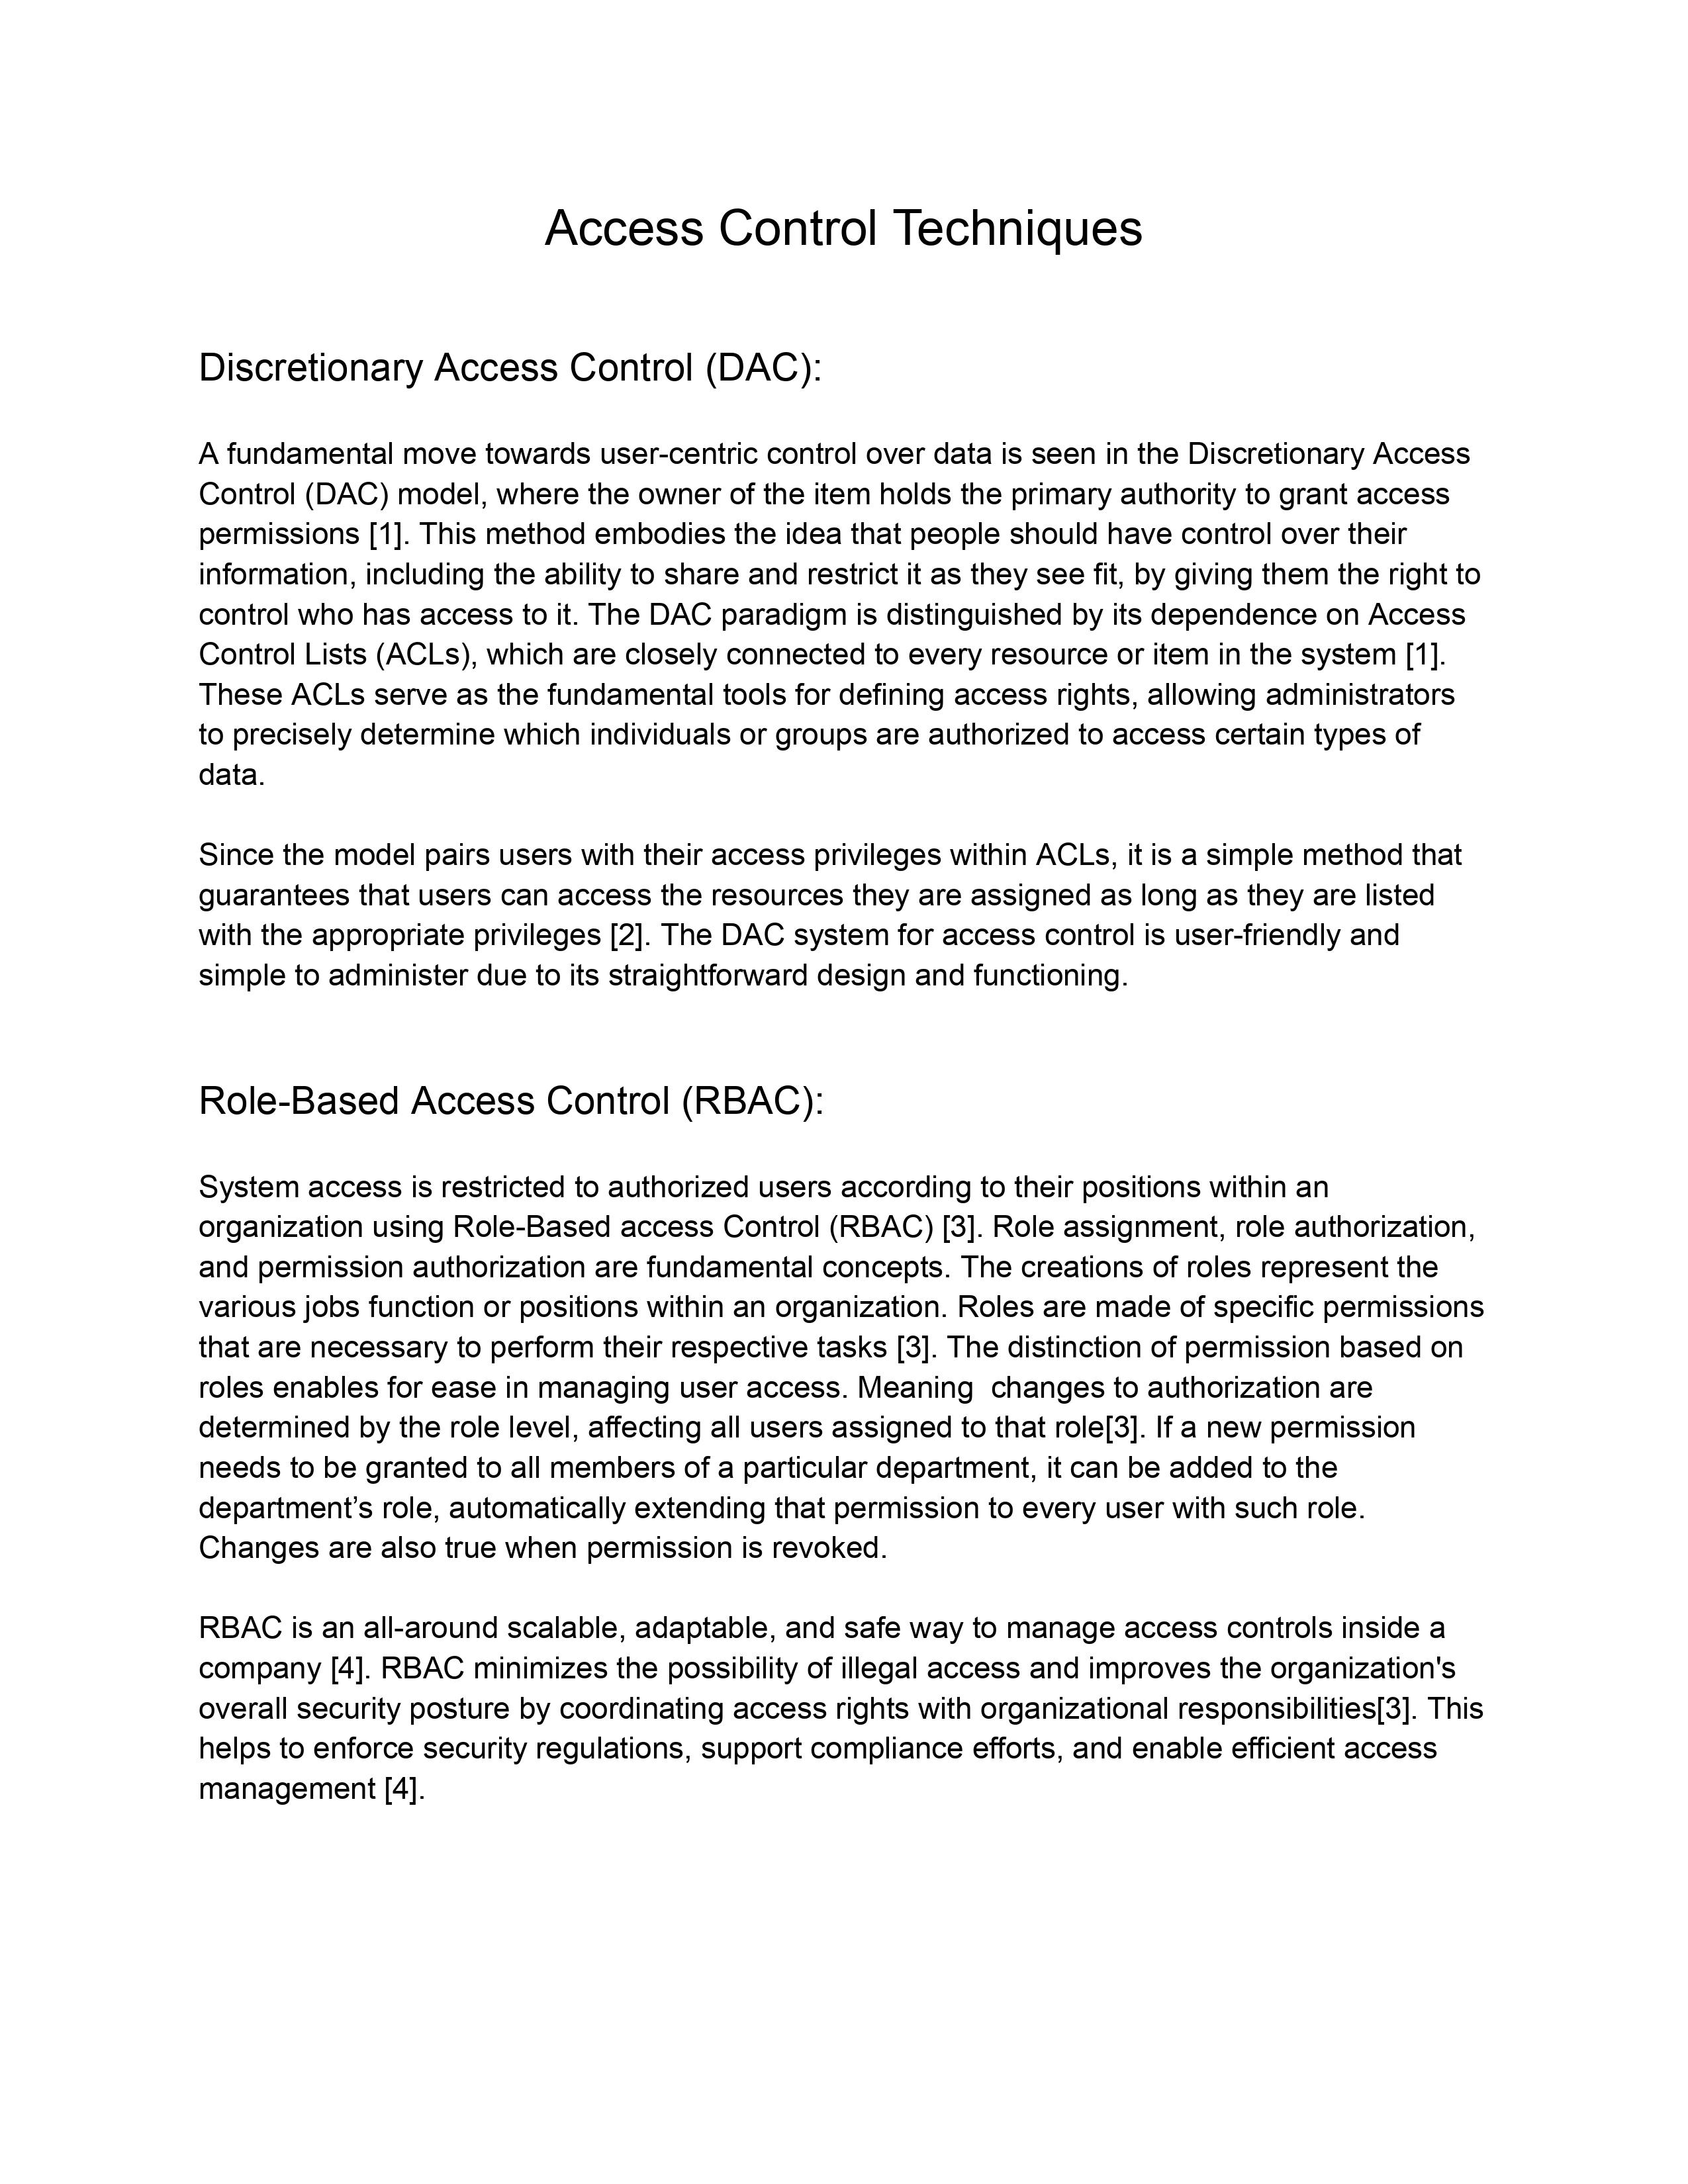 Access Control Techniques
Discretionary Access Control (DAC):
A fundamental move towards user-centric control over data is seen in the Discretionary Access
Control (DAC) model, where the owner of the item holds the primary authority to grant access
permissions [1]. This method embodies the idea that people should have control over their
information, including the ability to share and restrict it as they see fit, by giving them the right to
control who has access to it. The DAC paradigm is distinguished by its dependence on Access
Control Lists (ACLs), which are closely connected to every resource or item in the system [1].
These ACLs serve as the fundamental tools for defining access rights, allowing administrators
to precisely determine which individuals or groups are authorized to access certain types of
data.
Since the model pairs users with their access privileges within ACLs, it is a simple method that
guarantees that users can access the resources they are assigned as long as they are listed
with the appropriate privileges [2]. The DAC system for access control is user-friendly and
simple to administer due to its straightforward design and functioning.
Role-Based Access Control (RBAC):
System access is restricted to authorized users according to their positions within an
organization using Role-Based access Control (RBAC) [3]. Role assignment, role authorization,
and permission authorization are fundamental concepts. The creations of roles represent the
various jobs function or positions within an organization. Roles are made of specific permissions
that are necessary to perform their respective tasks [3]. The distinction of permission based on
roles enables for ease in managing user access. Meaning  changes to authorization are
determined by the role level, affecting all users assigned to that role[3]. If a new permission
needs to be granted to all members of a particular department, it can be added to the
department’s role, automatically extending that permission to every user with such role.
Changes are also true when permission is revoked.
RBAC is an all-around scalable, adaptable, and safe way to manage access controls inside a
company [4]. RBAC minimizes the possibility of illegal access and improves the organization's
overall security posture by coordinating access rights with organizational responsibilities[3]. This
helps to enforce security regulations, support compliance efforts, and enable efficient access
management [4].